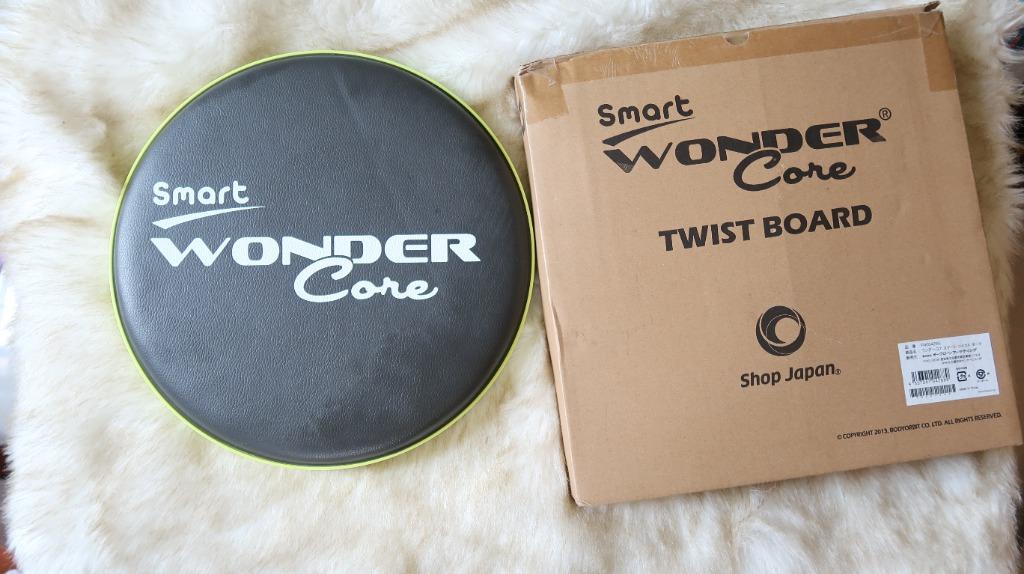 Smart
WONDER
Core
Smart
WONDER®
Core
TWIST BOARD
Shop Japan®
© COPYRIGHT 2013. BODYORBIT CO. LTD. ALL RIGHTS RESERVED.